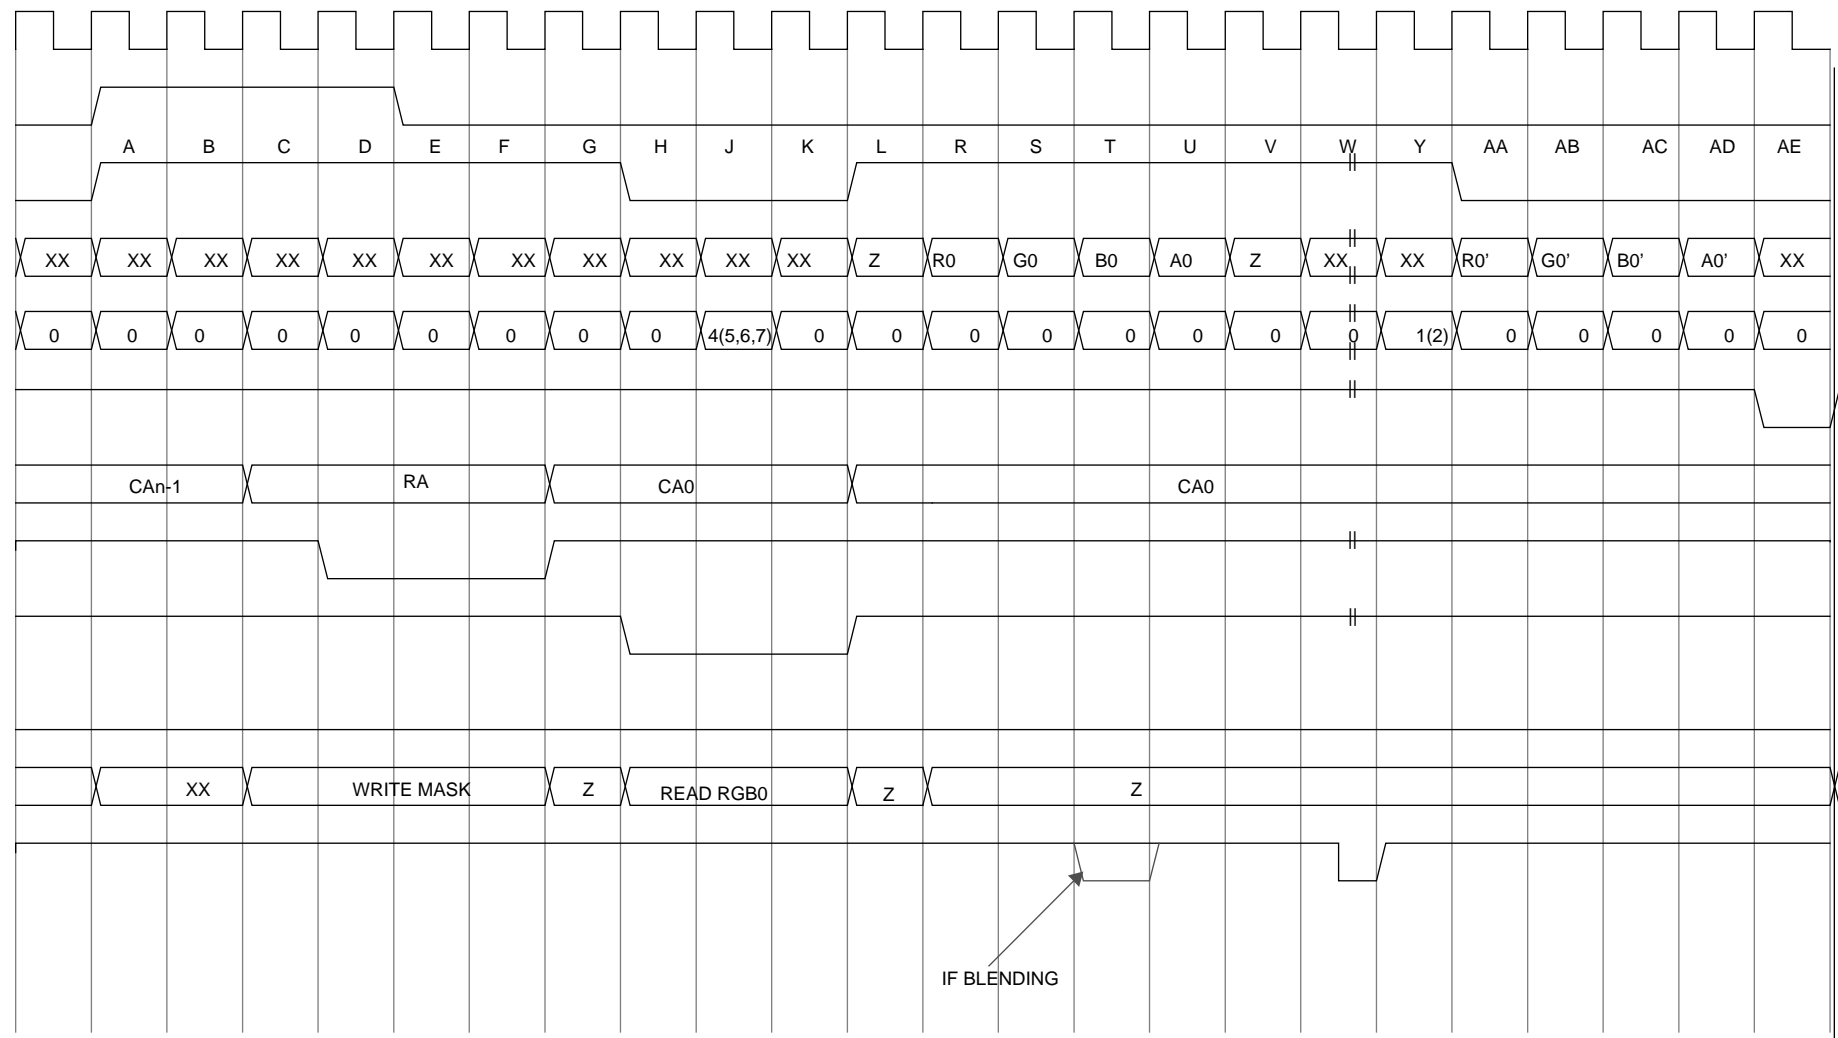 A B C D E F G H J K L R S T U V W Y AA AB AC AD AE
XX XX XX XX XX XX XX XX XX XX XX Z R0 G0 B0 A0 Z XX XX R0' G0' B0' A0' XX
0 0 0 0 0 0 0 0 0 4(5,6,7) 0 0 0 0 0 0 0 0 1(2) 0 0 0 0 0
CAn-1 RA CA0 CA0
XX WRITE MASK Z READ RGB0 Z Z
IF BLENDING